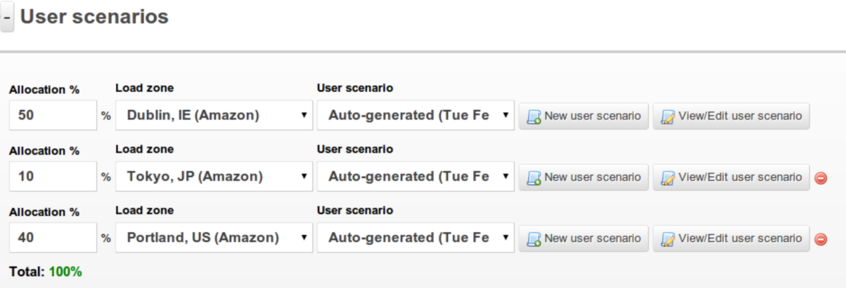 - User scenarios
Allocation % Load zone User scenario
50 % Dublin, IE (Amazon) Auto-generated (Tue Fe New user scenario View/Edit user scenario
Allocation % Load zone User scenario
10 % Tokyo, JP (Amazon) Auto-generated (Tue Fe New user scenario View/Edit user scenario
Allocation % Load zone User scenario
40 % Portland, US (Amazon) Auto-generated (Tue Fe New user scenario View/Edit user scenario
Total: 100%